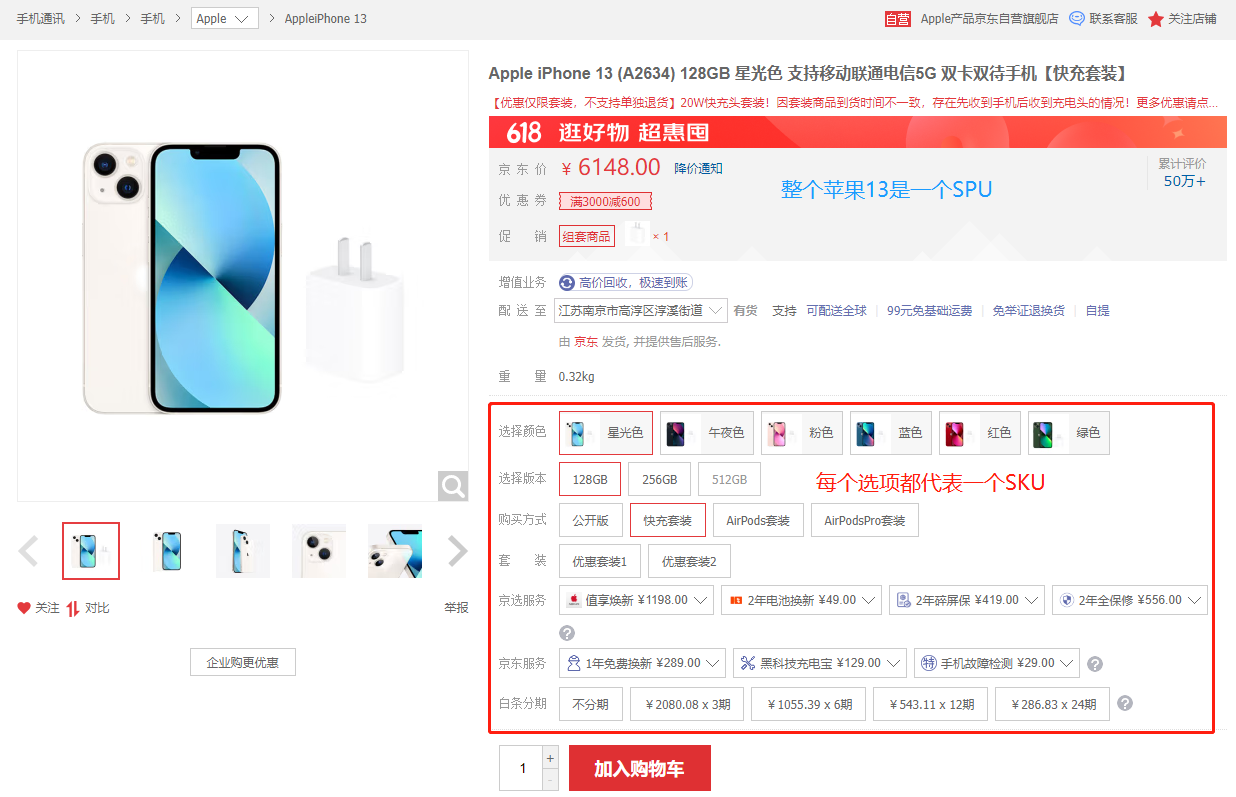 手机通讯 > 手机 > 手机 > Apple > AppleiPhone 13
自营 Apple产品京东自营旗舰店 联系客服 关注店铺
Apple iPhone 13 (A2634) 128GB 星光色 支持移动联通电信5G 双卡双待手机【快充套装】
【优惠仅限套装，不支持单独退货】20W快充头套装！因套装商品到货时间不一致，存在先收到手机后收到充电头的情况！更多优惠请点...
618 逛好物 超惠囤
京东价 ￥6148.00 降价通知
累计评价
50万+
整个苹果13是一个SPU
优惠券 满3000减600
促销 组套商品 × 1
增值业务 高价回收，极速到账
配送至 江苏南京市高淳区淳溪街道 有货 支持 可配送全球 | 99元免基础运费 | 免举证退换货 | 自提
由 京东 发货, 并提供售后服务.
重量 0.32kg
选择颜色 星光色 午夜色 粉色 蓝色 红色 绿色
选择版本 128GB 256GB 512GB
每个选项都代表一个SKU
购买方式 公开版 快充套装 AirPods套装 AirPodsPro套装
套装 优惠套装1 优惠套装2
京选服务 值享焕新 ¥1198.00 2年电池换新 ¥49.00 2年碎屏保 ¥419.00 2年全保修 ¥556.00
?
京东服务 1年免费换新 ¥289.00 黑科技充电宝 ¥129.00 特 手机故障检测 ¥29.00 ?
白条分期 不分期 ￥2080.08 x 3期 ￥1055.39 x 6期 ￥543.11 x 12期 ￥286.83 x 24期 ?
关注 对比 举报
企业购更优惠
1 + - 加入购物车